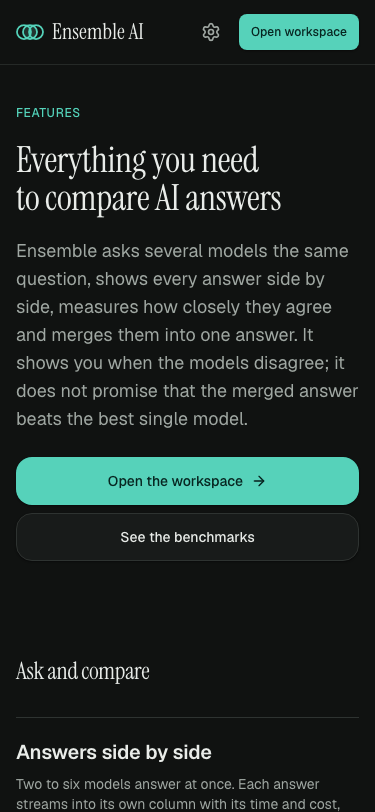 Ensemble AI
Open workspace
FEATURES
Everything you need
to compare AI answers
Ensemble asks several models the same
question, shows every answer side by
side, measures how closely they agree
and merges them into one answer. It
shows you when the models disagree; it
does not promise that the merged answer
beats the best single model.
Open the workspace →
See the benchmarks
Ask and compare
Answers side by side
Two to six models answer at once. Each answer
streams into its own column with its time and cost,